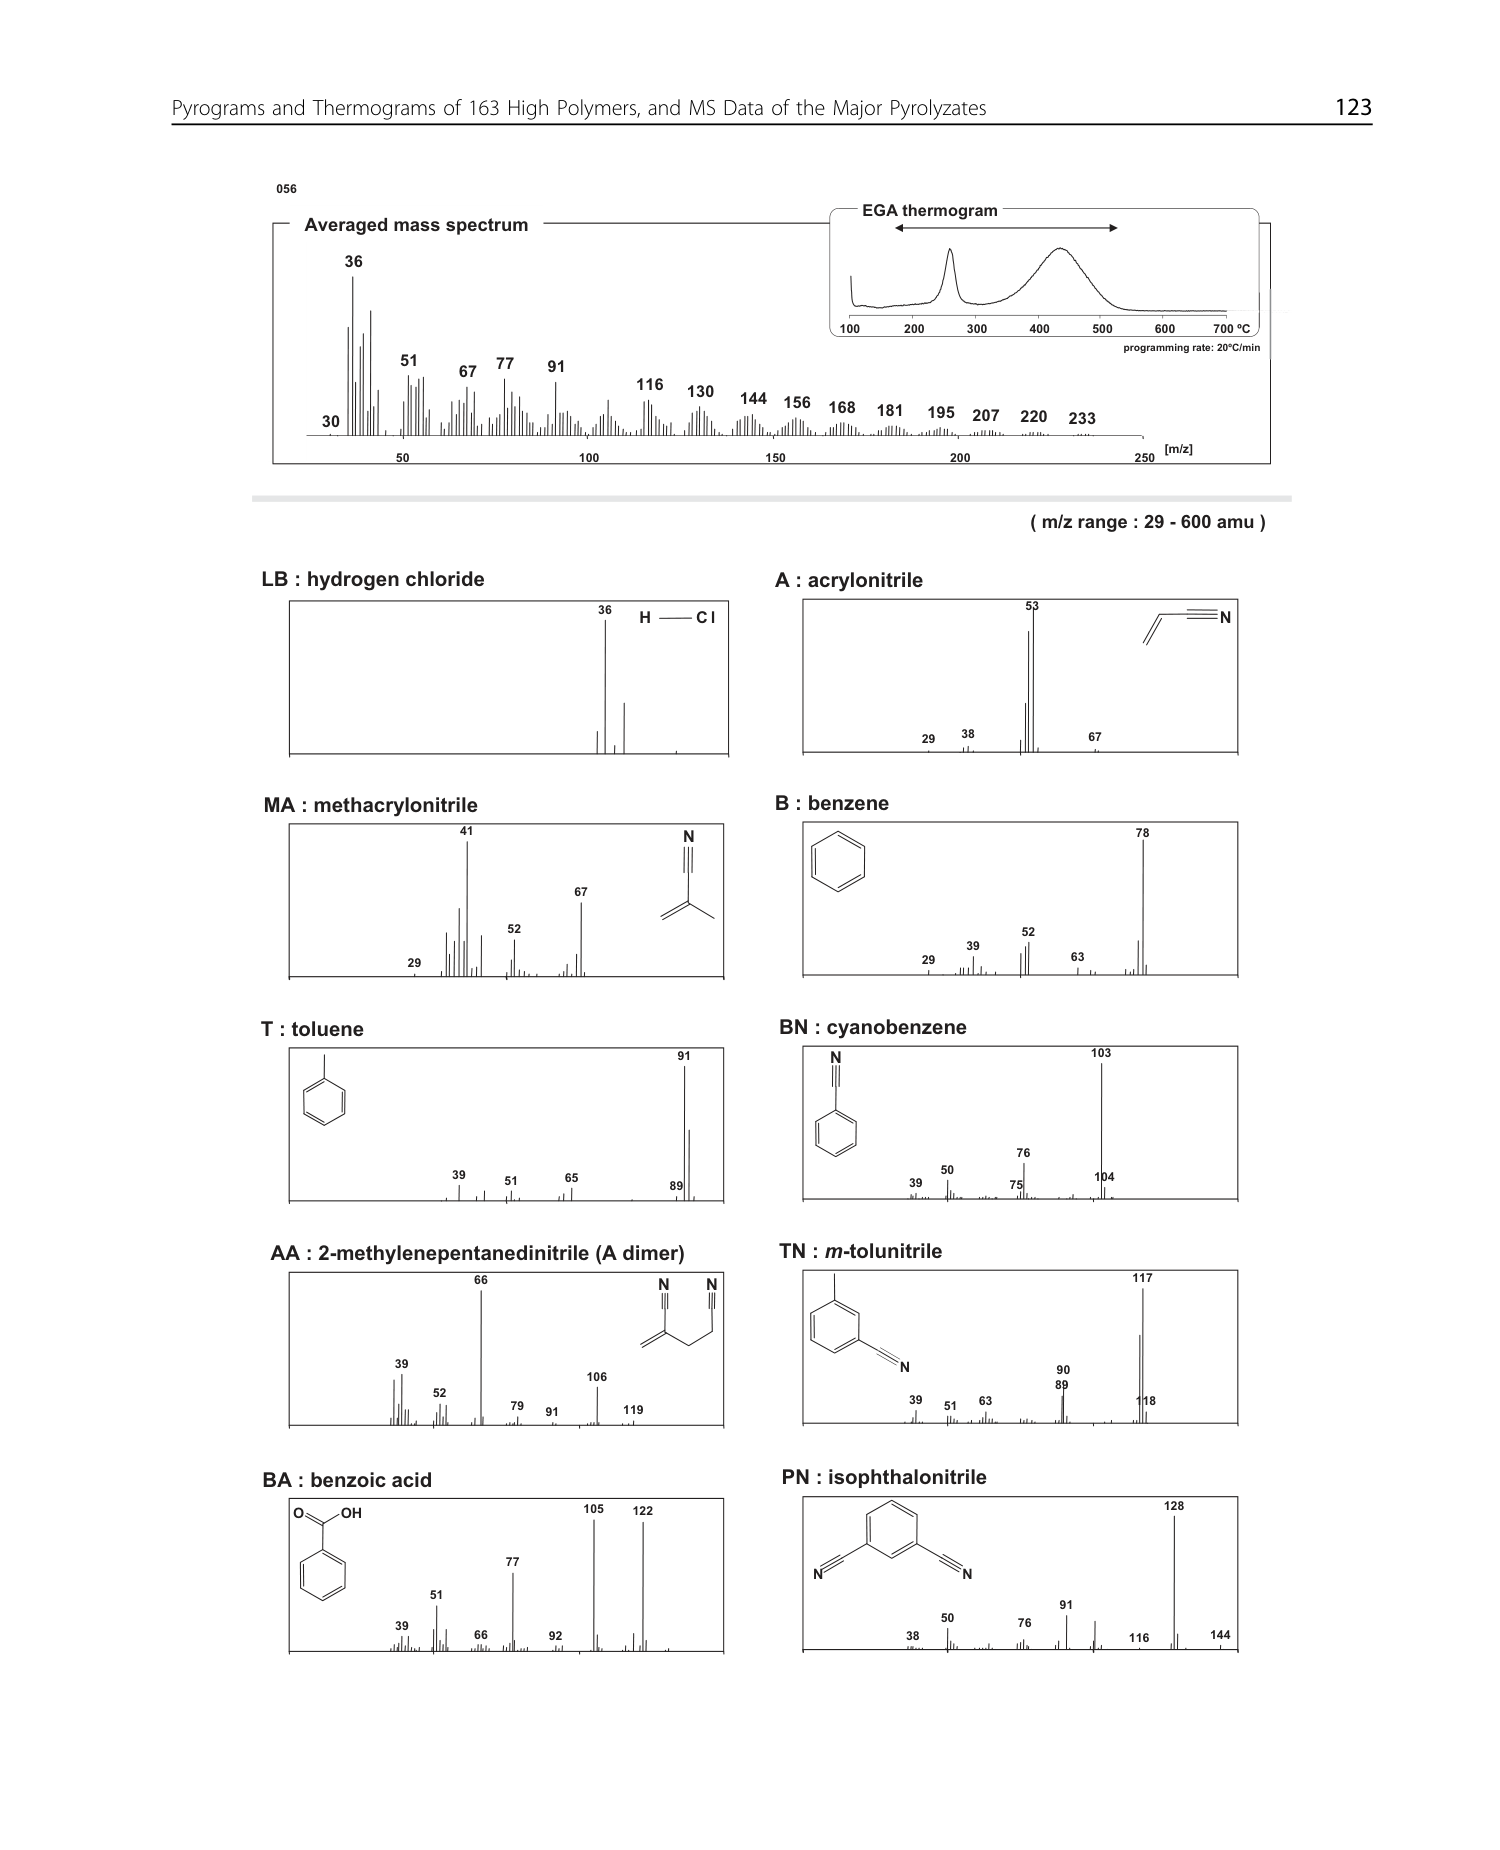 Pyrograms and Thermograms of 163 High Polymers, and MS Data of the Major Pyrolyzates 123
056
Averaged mass spectrum
EGA thermogram
100 200 300 400 500 600 700 ºC
programming rate: 20ºC/min
36
51
67
77
91
116
130
144
156
168
181
195
207
220
233
30
50 100 150 200 250 [m/z]
( m/z range : 29 - 600 amu )
LB : hydrogen chloride
36
H Cl
A : acrylonitrile
53
N
29
38
67
MA : methacrylonitrile
41
N
67
52
29
B : benzene
78
52
39
29
63
T : toluene
91
39
51
65
89
BN : cyanobenzene
N
103
76
50
39
75
104
AA : 2-methylenepentanedinitrile (A dimer)
66
N N
39
52
106
79
91
119
TN : m-tolunitrile
117
N
90
89
39
51
63
118
BA : benzoic acid
O OH
105
122
77
51
39
66
92
PN : isophthalonitrile
128
N N
91
50
76
38
116
144